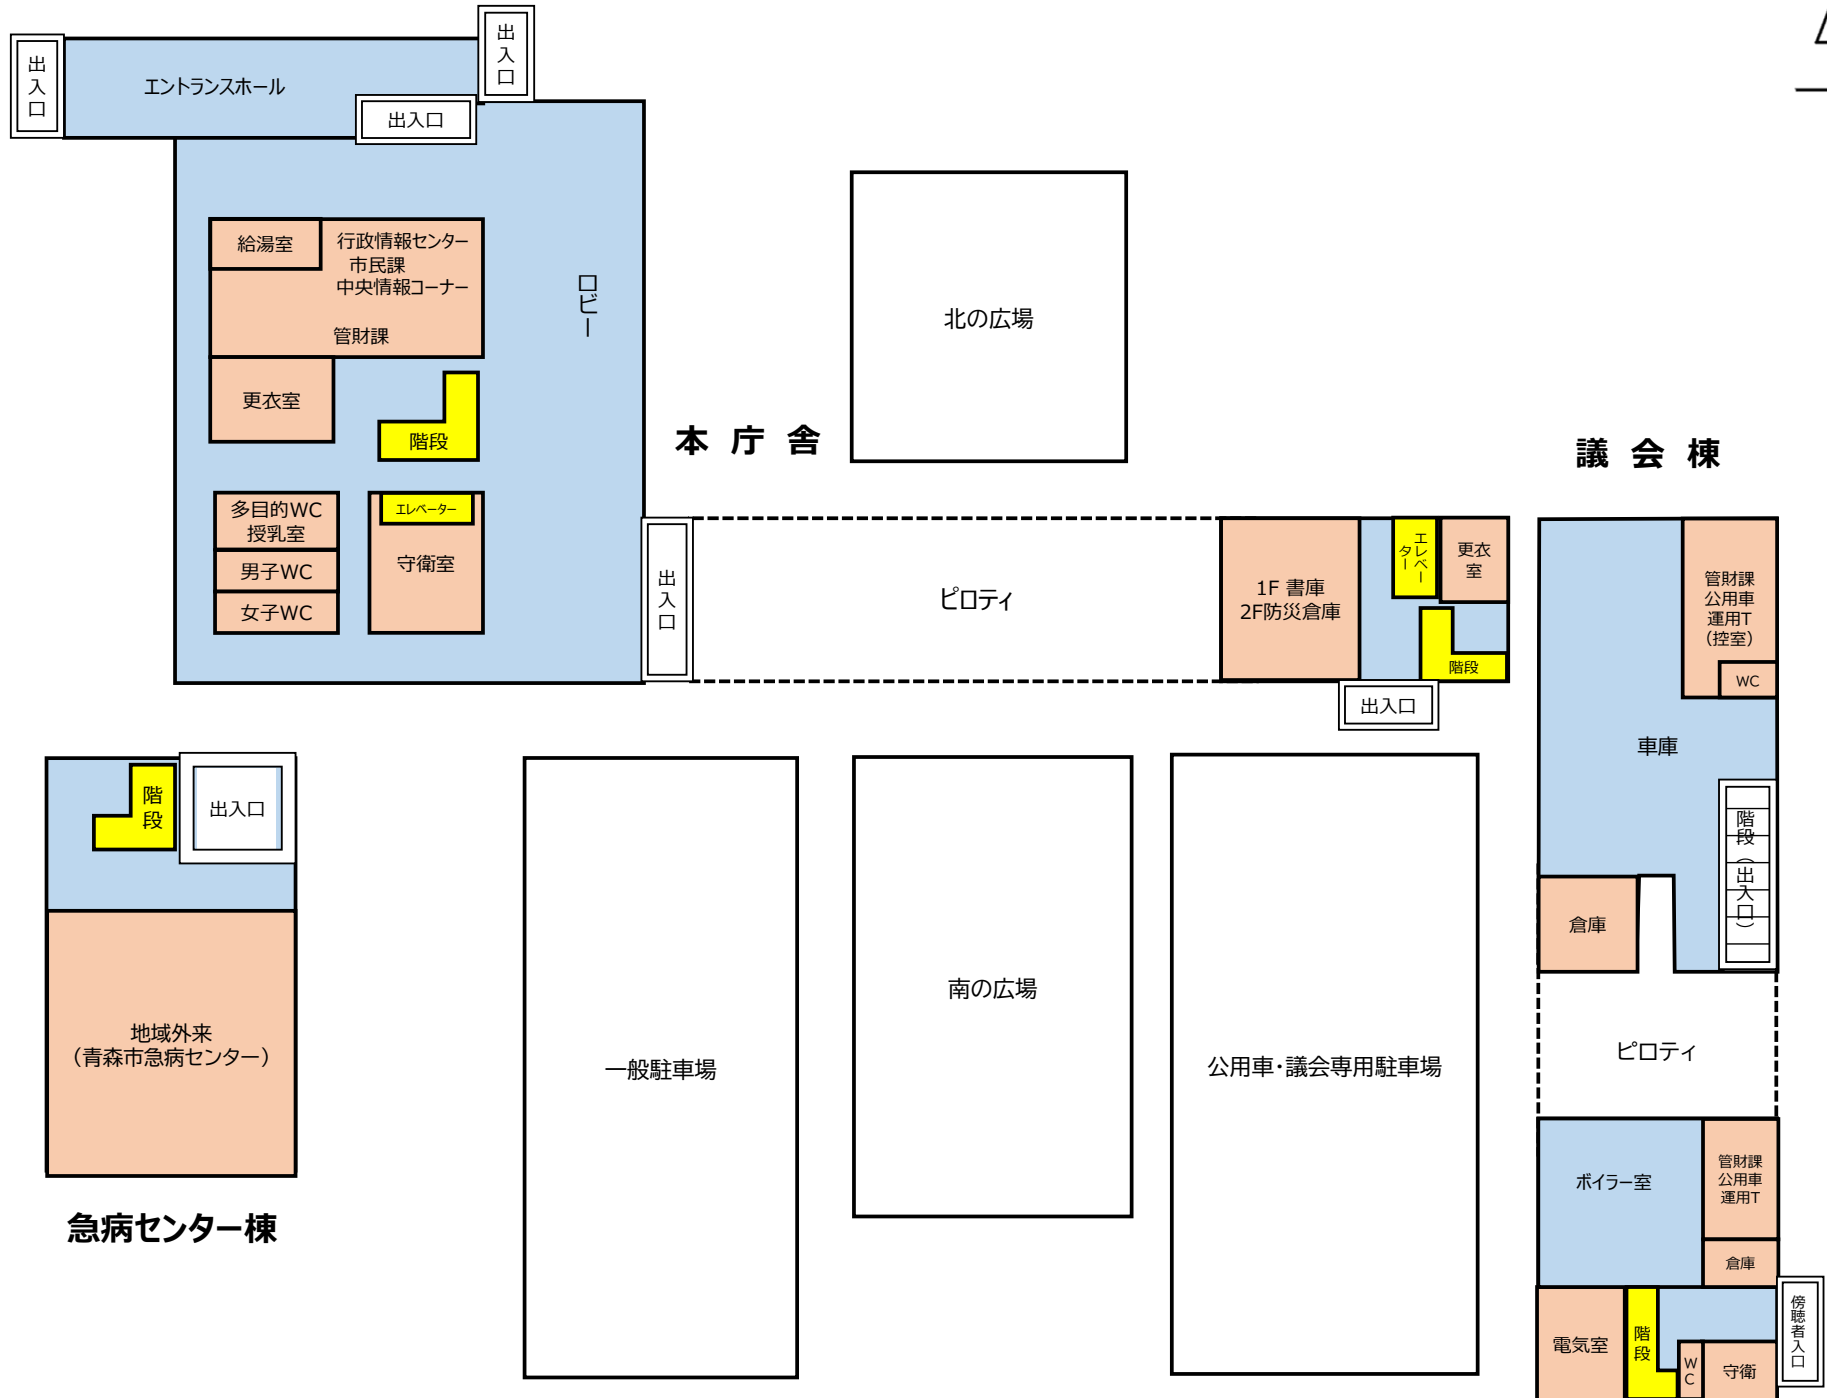 出入口
エントランスホール
出入口
出入口
給湯室
行政情報センター
市民課
中央情報コーナー
管財課
更衣室
階段
ロビー
多目的WC
授乳室
男子WC
女子WC
エレベーター
守衛室
出入口
本 庁 舎
北の広場
ピロティ
1F 書庫
2F防災倉庫
エレベーター
更衣
室
階段
出入口
議 会 棟
管財課
公用車
運用T
(控室)
WC
車庫
階段(出入口)
倉庫
ピロティ
ボイラー室
管財課
公用車
運用T
倉庫
電気室
階段
WC
守衛
傍聴者入口
階段
出入口
地域外来
(青森市急病センター)
急病センター棟
一般駐車場
南の広場
公用車・議会専用駐車場